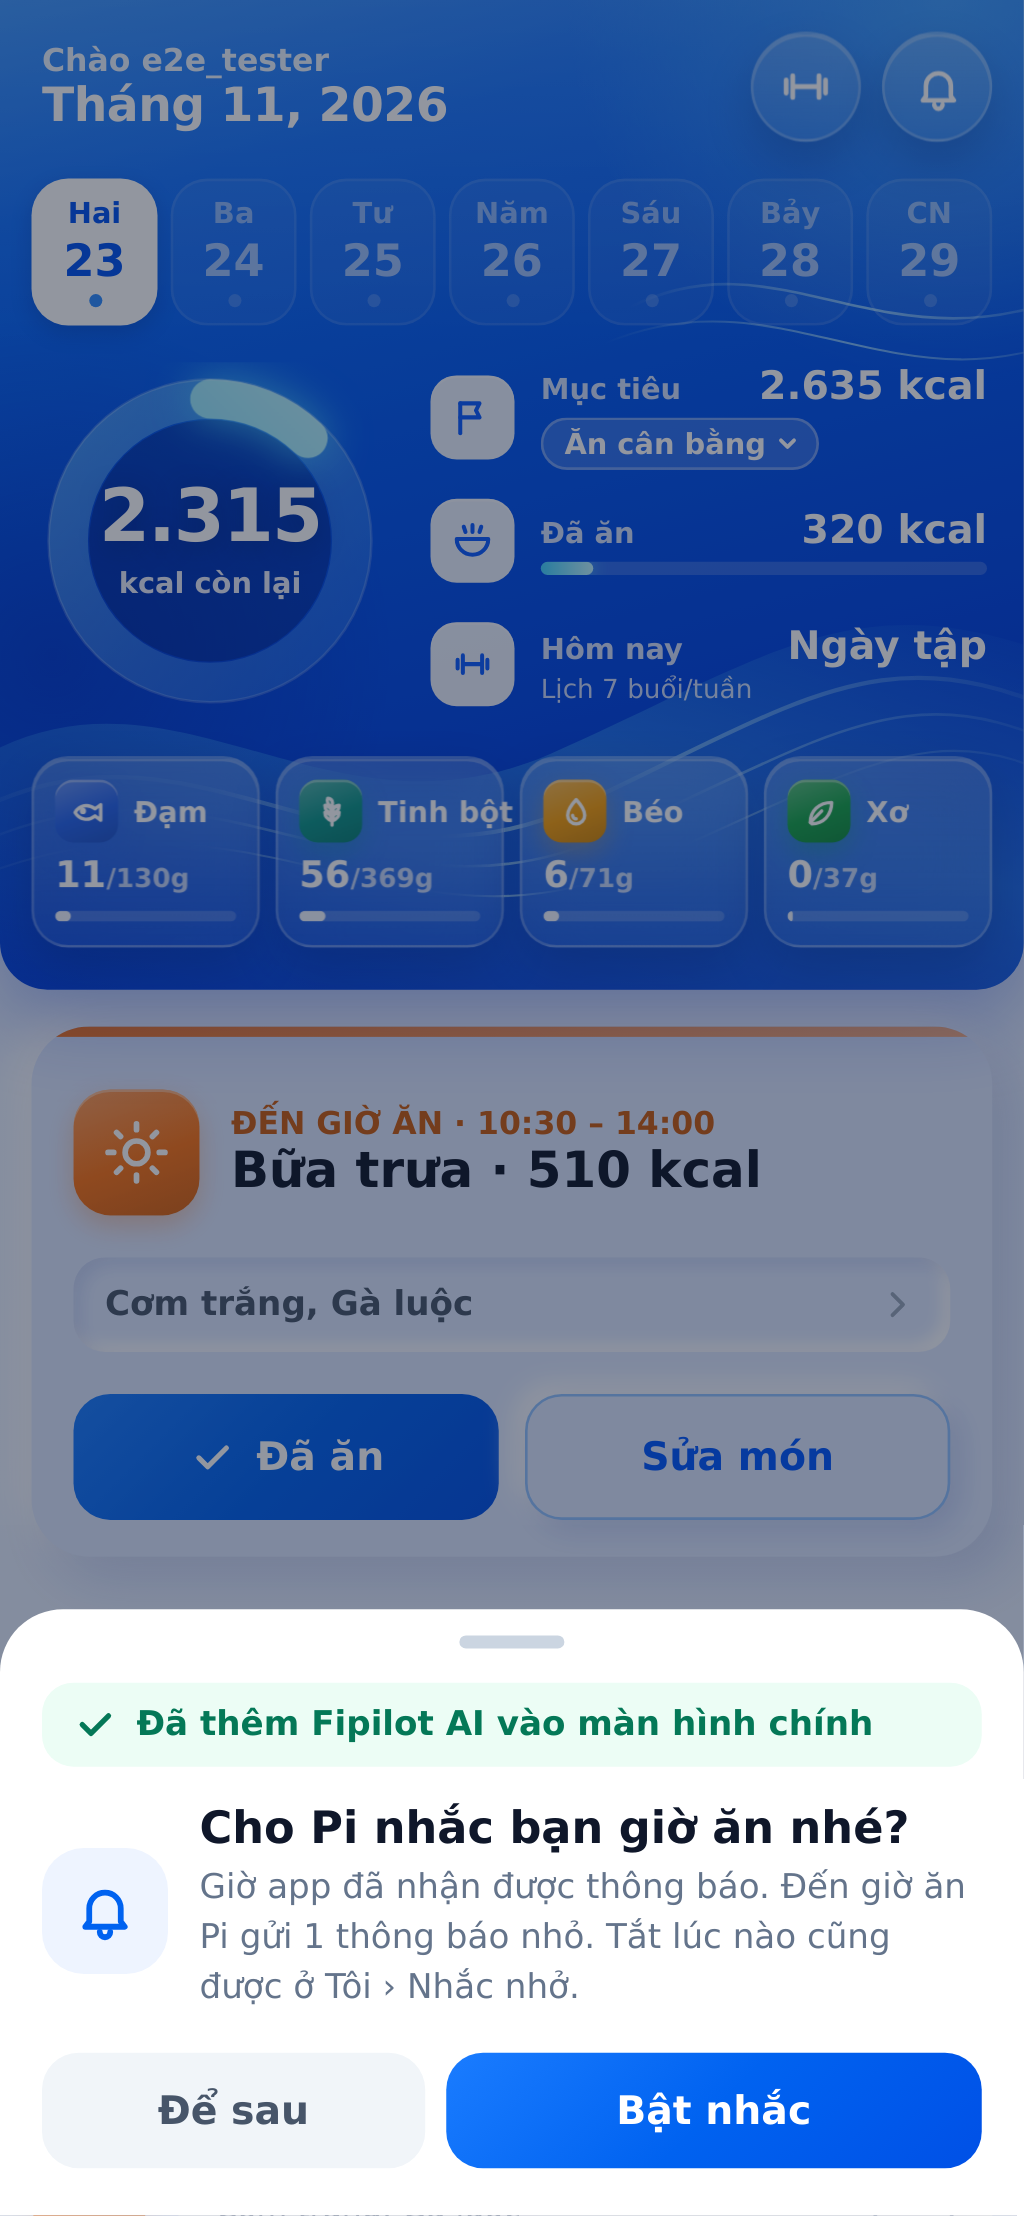 Chào e2e_tester
Tháng 11, 2026
Hai Ba Tư Năm Sáu Bảy CN
23 24 25 26 27 28 29
Mục tiêu 2.635 kcal
Ăn cân bằng
2.315
kcal còn lại
Đã ăn 320 kcal
Hôm nay Ngày tập
Lịch 7 buổi/tuần
Đạm Tinh bột Béo Xơ
11/130g 56/369g 6/71g 0/37g
ĐẾN GIỜ ĂN · 10:30 – 14:00
Bữa trưa · 510 kcal
Cơm trắng, Gà luộc
Đã ăn Sửa món
Đã thêm Fipilot AI vào màn hình chính
Cho Pi nhắc bạn giờ ăn nhé?
Giờ app đã nhận được thông báo. Đến giờ ăn
Pi gửi 1 thông báo nhỏ. Tắt lúc nào cũng
được ở Tôi › Nhắc nhở.
Để sau Bật nhắc